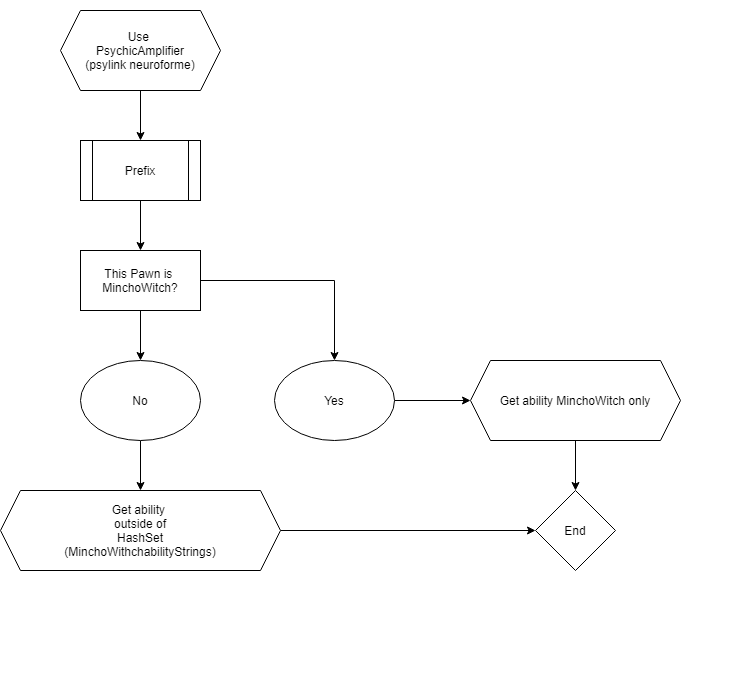 Use
PsychicAmplifier
(psylink neuroforme)
Prefix
This Pawn is
MinchoWitch?
No
Yes
Get ability MinchoWitch only
Get ability
outside of
HashSet
(MinchoWithchabilityStrings)
End